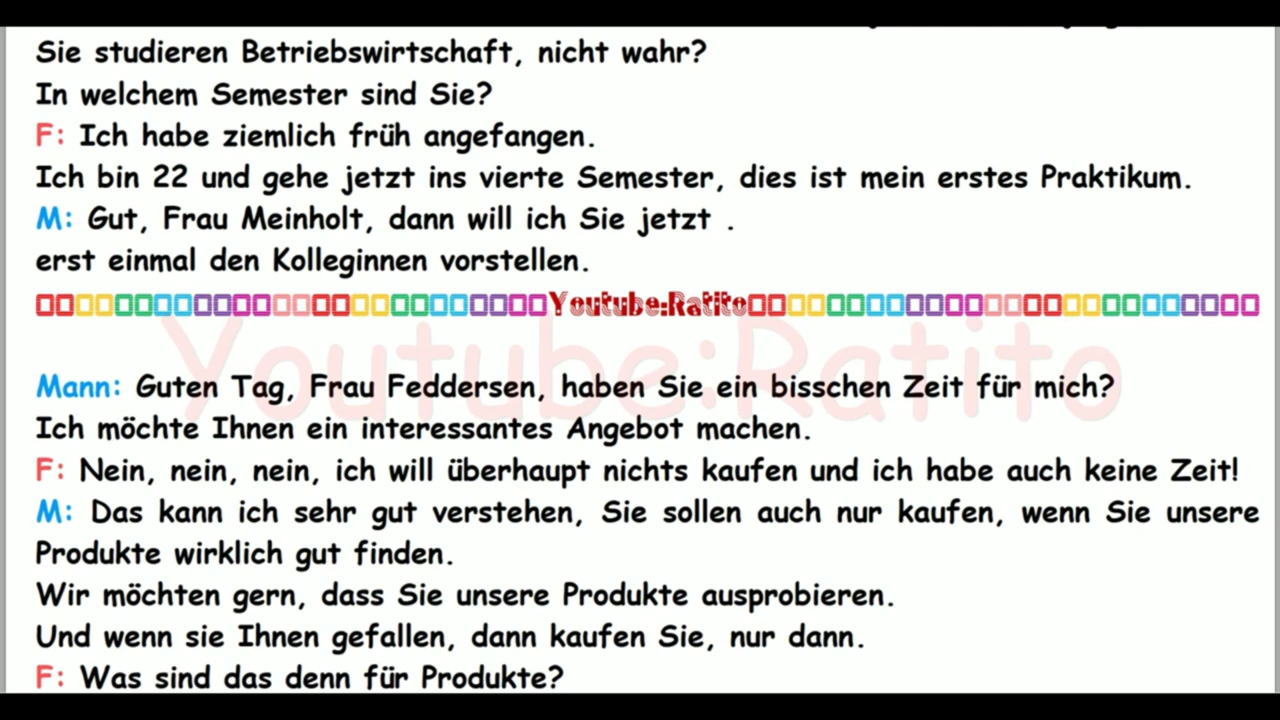 Sie studieren Betriebswirtschaft, nicht wahr?
In welchem Semester sind Sie?
F: Ich habe ziemlich früh angefangen.
Ich bin 22 und gehe jetzt ins vierte Semester, dies ist mein erstes Praktikum.
M: Gut, Frau Meinholt, dann will ich Sie jetzt .
erst einmal den Kolleginnen vorstellen.
Youtube:Ratito
Youtube:Ratito
Mann: Guten Tag, Frau Feddersen, haben Sie ein bisschen Zeit für mich?
Ich möchte Ihnen ein interessantes Angebot machen.
F: Nein, nein, nein, ich will überhaupt nichts kaufen und ich habe auch keine Zeit!
M: Das kann ich sehr gut verstehen, Sie sollen auch nur kaufen, wenn Sie unsere
Produkte wirklich gut finden.
Wir möchten gern, dass Sie unsere Produkte ausprobieren.
Und wenn sie Ihnen gefallen, dann kaufen Sie, nur dann.
F: Was sind das denn für Produkte?